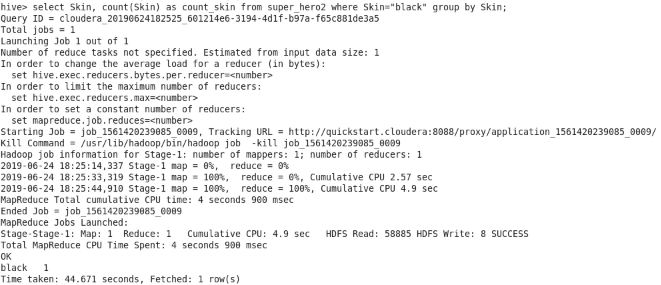 hive> select Skin, count(Skin) as count_skin from super_hero2 where Skin="black" group by Skin;
Query ID = cloudera_20190624182525_601214e6-3194-4d1f-b97a-f65c881de3a5
Total jobs = 1
Launching Job 1 out of 1
Number of reduce tasks not specified. Estimated from input data size: 1
In order to change the average load for a reducer (in bytes):
  set hive.exec.reducers.bytes.per.reducer=<number>
In order to limit the maximum number of reducers:
  set hive.exec.reducers.max=<number>
In order to set a constant number of reducers:
  set mapreduce.job.reduces=<number>
Starting Job = job_1561420239085_0009, Tracking URL = http://quickstart.cloudera:8088/proxy/application_1561420239085_0009/
Kill Command = /usr/lib/hadoop/bin/hadoop job  -kill job_1561420239085_0009
Hadoop job information for Stage-1: number of mappers: 1; number of reducers: 1
2019-06-24 18:25:14,337 Stage-1 map = 0%,  reduce = 0%
2019-06-24 18:25:33,319 Stage-1 map = 100%,  reduce = 0%, Cumulative CPU 2.57 sec
2019-06-24 18:25:44,910 Stage-1 map = 100%,  reduce = 100%, Cumulative CPU 4.9 sec
MapReduce Total cumulative CPU time: 4 seconds 900 msec
Ended Job = job_1561420239085_0009
MapReduce Jobs Launched:
Stage-Stage-1: Map: 1  Reduce: 1   Cumulative CPU: 4.9 sec   HDFS Read: 58885 HDFS Write: 8 SUCCESS
Total MapReduce CPU Time Spent: 4 seconds 900 msec
OK
black	1
Time taken: 44.671 seconds, Fetched: 1 row(s)